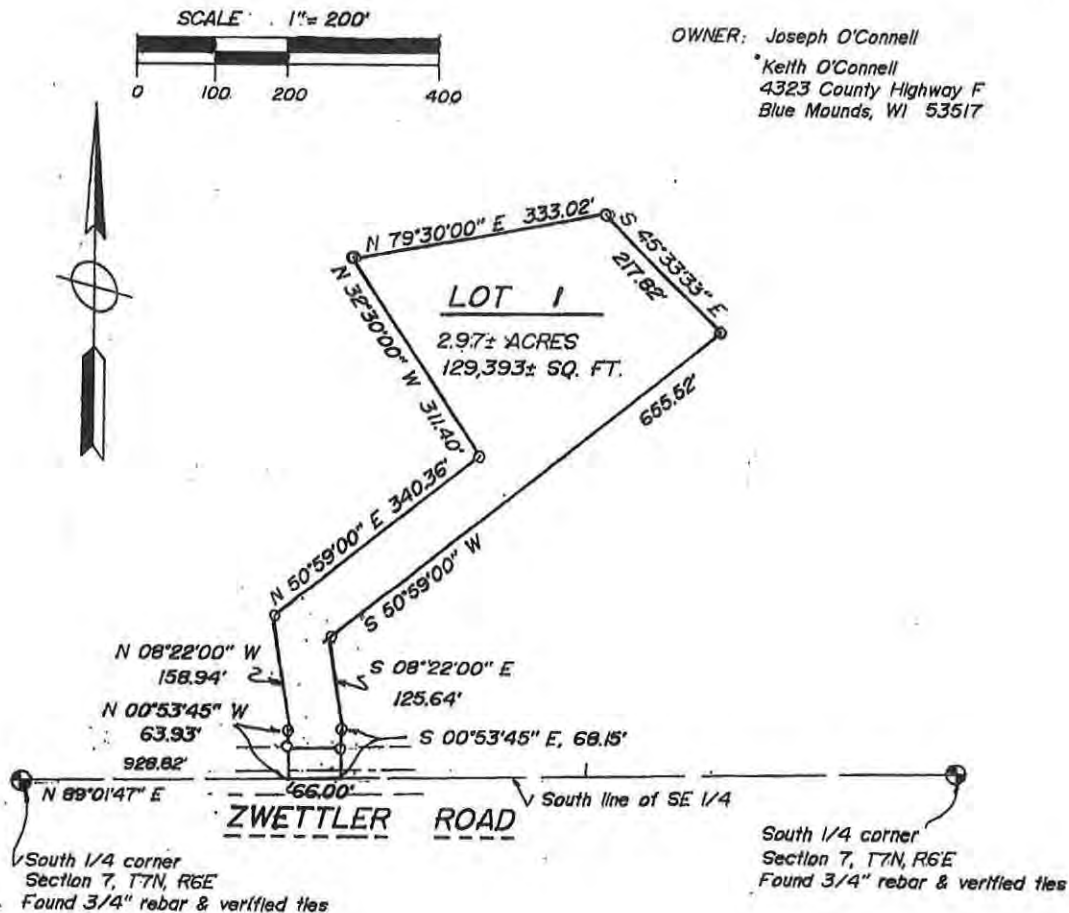 SCALE 1"= 200'
0 100 200 400
OWNER: Joseph O'Connell
Keith O'Connell
4323 County Highway F
Blue Mounds, WI 53517
N 79°30'00" E 333.02'
S 45°33'33" E
217.82'
N 32°30'00" W 311.40'
LOT 1
2.97± ACRES
129,393± SQ. FT.
655.52'
S 50°59'00" W
N 50°59'00" E 340.36'
N 08°22'00" W
158.94'
S 08°22'00" E
125.64'
N 00°53'45" W
63.93'
S 00°53'45" E, 68.15'
928.82'
N 89°01'47" E
66.00'
South line of SE 1/4
ZWETTLER ROAD
South 1/4 corner
Section 7, T7N, R6E
Found 3/4" rebar & verified ties
South 1/4 corner
Section 7, T7N, R6E
Found 3/4" rebar & verified ties